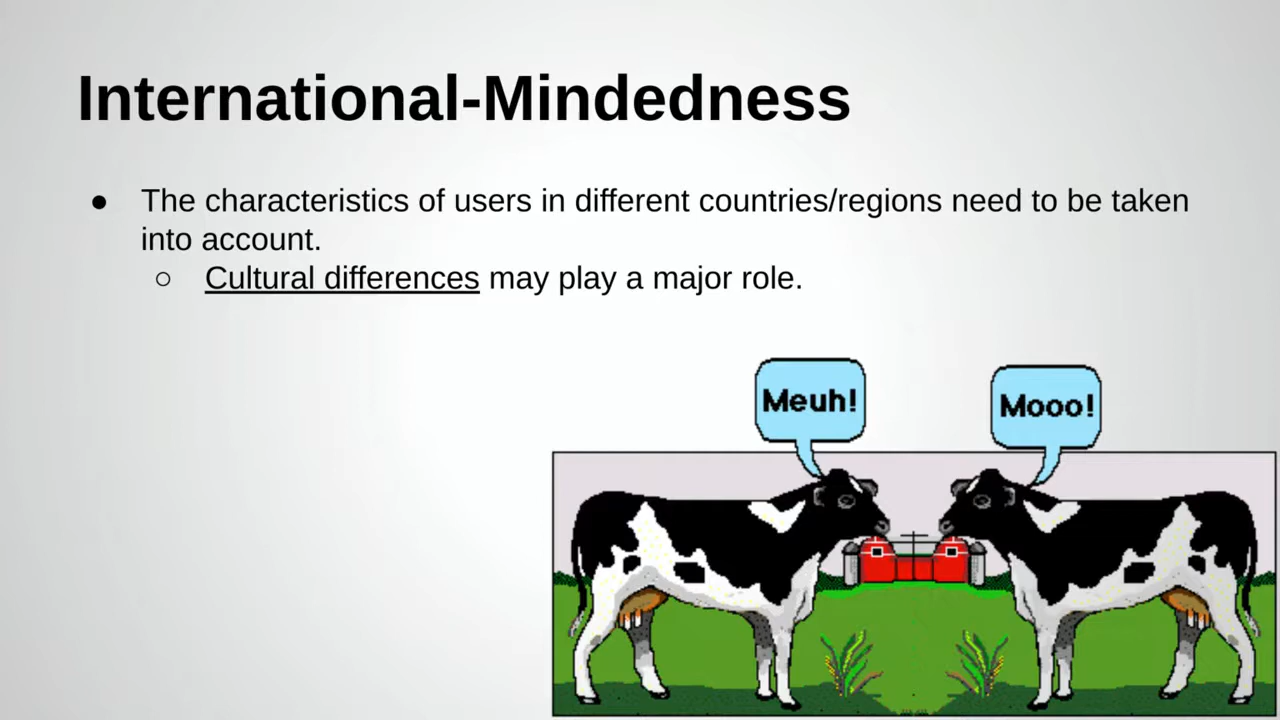 International-Mindedness
● The characteristics of users in different countries/regions need to be taken
into account.
○ Cultural differences may play a major role.
Meuh!
Mooo!